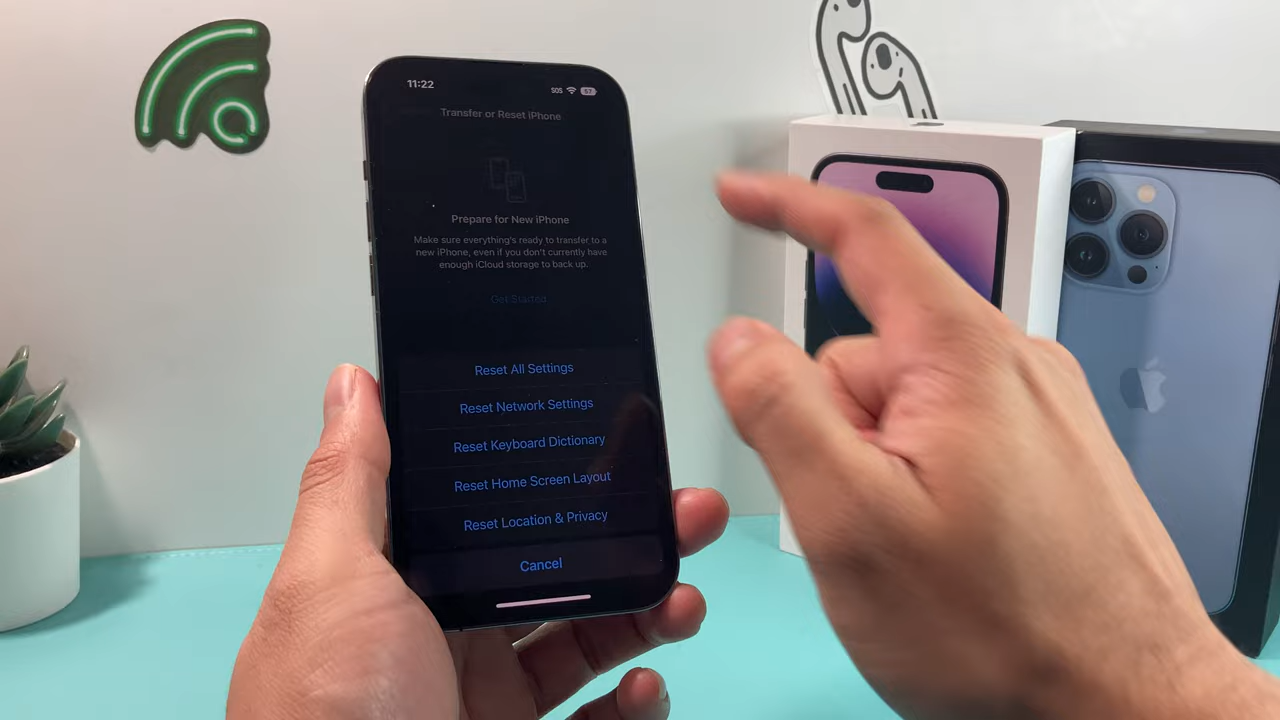 11:22
SOS
67
Transfer or Reset iPhone
Prepare for New iPhone
Make sure everything's ready to transfer to a
new iPhone, even if you don't currently have
enough iCloud storage to back up.
Get Started
Reset All Settings
Reset Network Settings
Reset Keyboard Dictionary
Reset Home Screen Layout
Reset Location & Privacy
Cancel